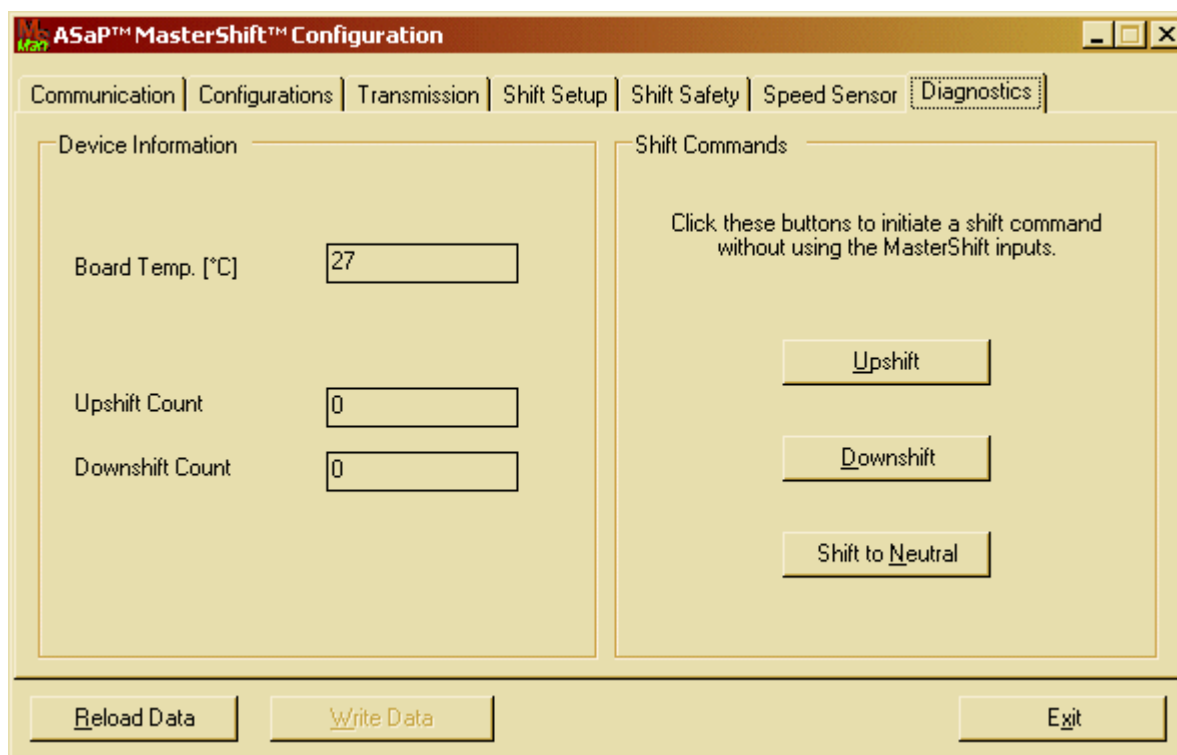 Ms
Man
ASaP™ MasterShift™ Configuration
Communication
Configurations
Transmission
Shift Setup
Shift Safety
Speed Sensor
Diagnostics
Device Information
Board Temp. [°C]
27
Upshift Count
0
Downshift Count
0
Shift Commands
Click these buttons to initiate a shift command
without using the MasterShift inputs.
Upshift
Downshift
Shift to Neutral
Reload Data
Write Data
Exit